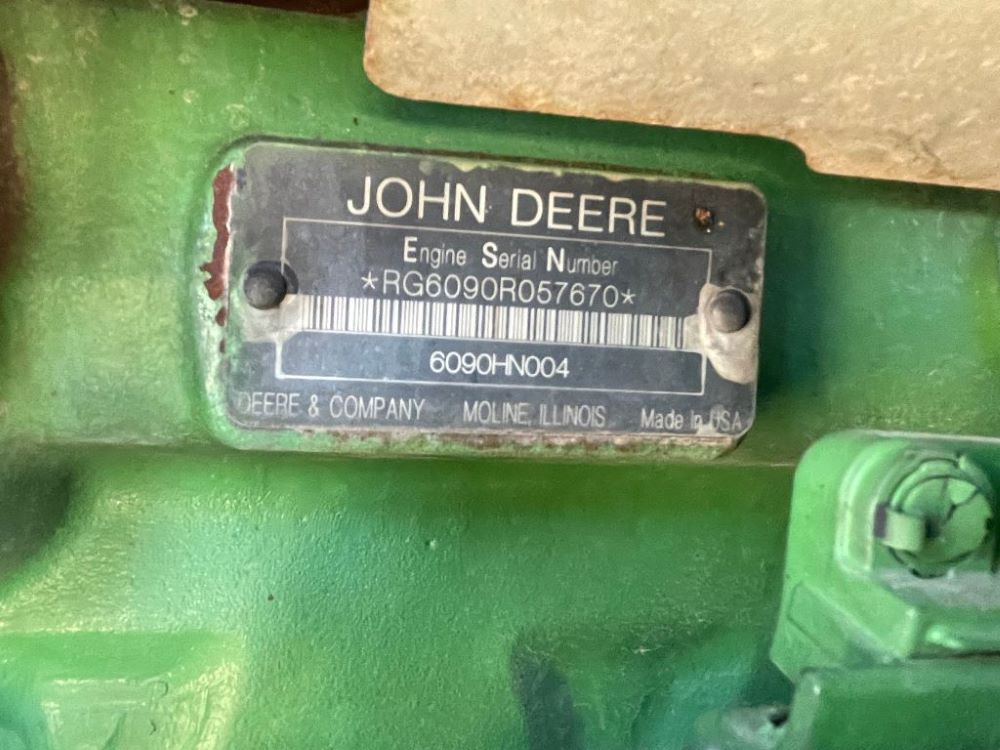 JOHN DEERE
Engine Serial Number
*RG6090R057670*
6090HN004
DEERE & COMPANY MOLINE, ILLINOIS Made In USA